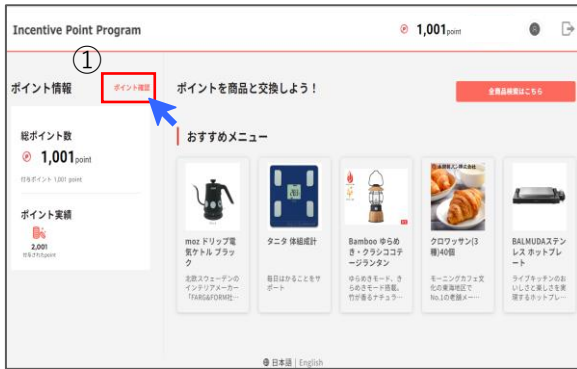 Incentive Point Program
1,001point
①
ポイント情報
ポイント確認
ポイントを商品と交換しよう！
全商品検索はこちら
総ポイント数
1,001point
付与ポイント 1,001 point
ポイント実績
2,001
付与されたpoint
おすすめメニュー
moz ドリップ電
気ケトル ブラッ
ク
北欧スウェーデンの
インテリアメーカー
「FARG&FORM社…
タニタ 体組成計
毎日はかることをサ
ポート
Bamboo ゆらめ
き・クラシココテ
ージランタン
ゆらめきモード、き
らめきモード搭載。
竹が香るナチュラ…
クロワッサン(3
種)40個
モーニングカフェ文
化の東海地区で
No.1の老舗メー…
BALMUDAステン
レス ホットプレ
ート
ライブキッチンのお
いしさと楽しさを実
現するホットプレ…
日本語 | English